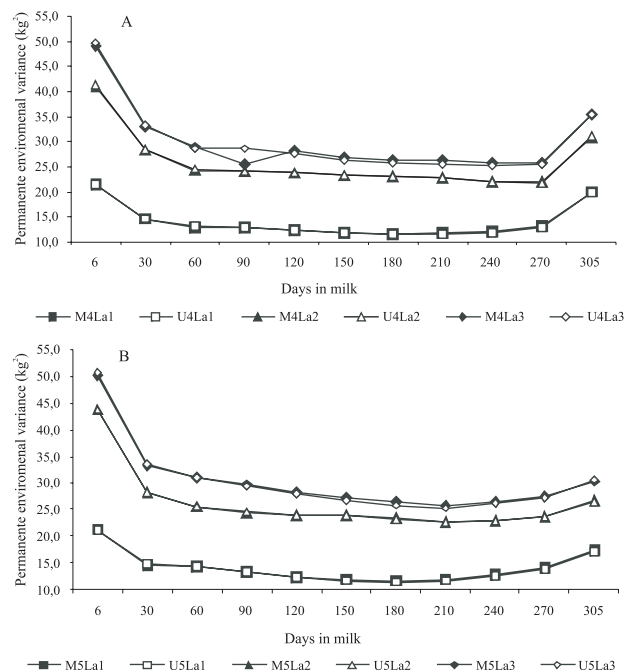 A
Permanente enviromenal variance (kg²)
55,0
50,0
45,0
40,0
35,0
30,0
25,0
20,0
15,0
10,0
6 30 60 90 120 150 180 210 240 270 305
Days in milk
M4La1 U4La1 M4La2 U4La2 M4La3 U4La3
B
Permanente enviromenal variance (kg²)
55,0
50,0
45,0
40,0
35,0
30,0
25,0
20,0
15,0
10,0
6 30 60 90 120 150 180 210 240 270 305
Days in milk
M5La1 U5La1 M5La2 U5La2 M5La3 U5La3